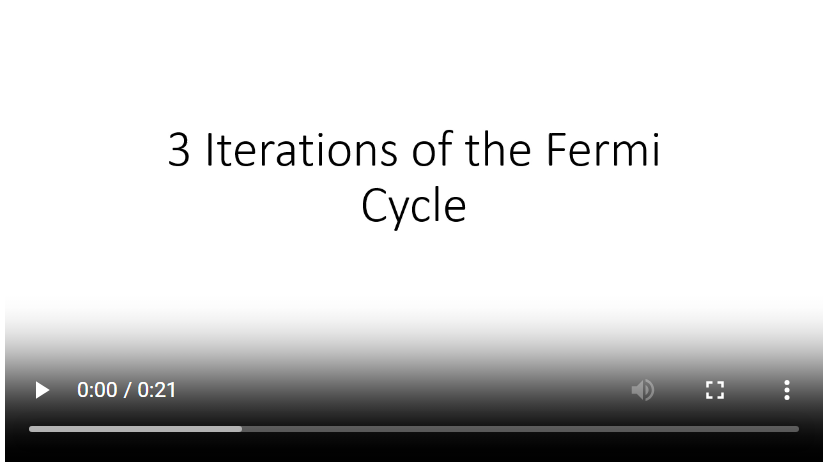 3 Iterations of the Fermi
Cycle
0:00 / 0:21